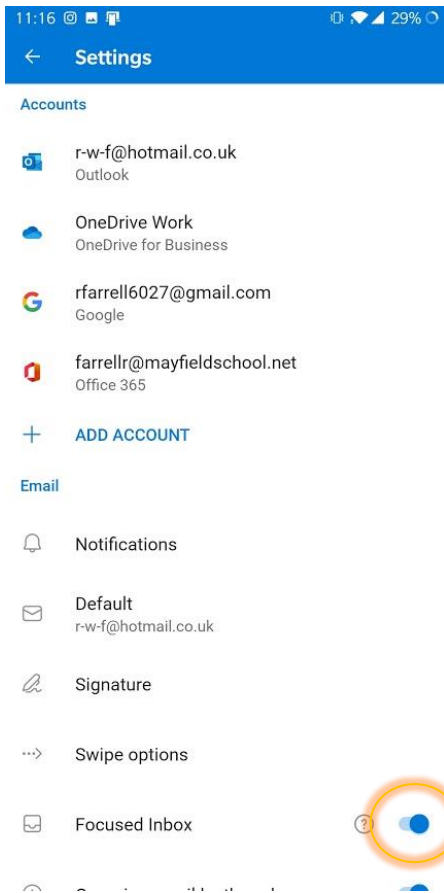 11:16 29%
Settings
Accounts
r-w-f@hotmail.co.uk
Outlook
OneDrive Work
OneDrive for Business
rfarrell6027@gmail.com
Google
farrellr@mayfieldschool.net
Office 365
ADD ACCOUNT
Email
Notifications
Default
r-w-f@hotmail.co.uk
Signature
Swipe options
Focused Inbox ?